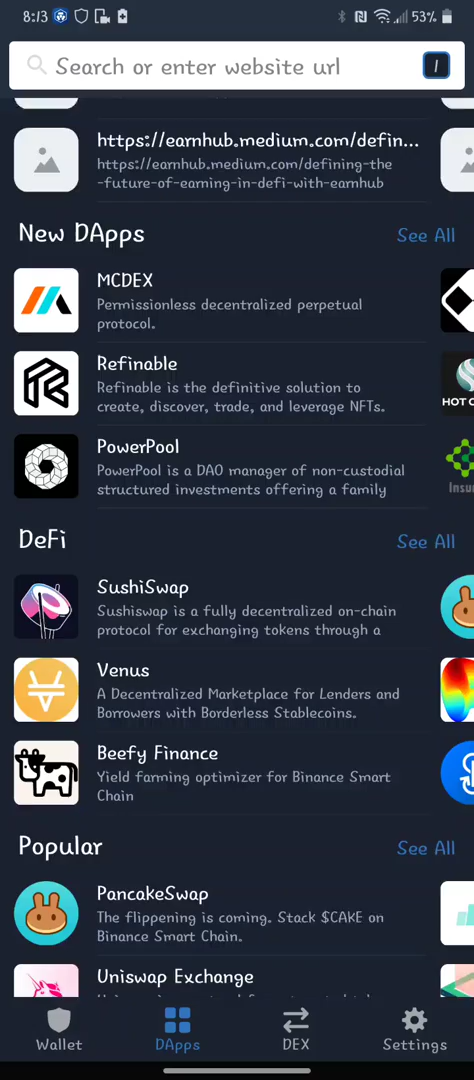 8:13
53%
Search or enter website url
https://earnhub.medium.com/defin...
https://earnhub.medium.com/defining-the
-future-of-earning-in-defi-with-earnhub
New DApps
See All
MCDEX
Permissionless decentralized perpetual
protocol.
Refinable
Refinable is the definitive solution to
create, discover, trade, and leverage NFTs.
HOT
PowerPool
PowerPool is a DAO manager of non-custodial
structured investments offering a family
Insu
DeFi
See All
SushiSwap
Sushiswap is a fully decentralized on-chain
protocol for exchanging tokens through a
Venus
A Decentralized Marketplace for Lenders and
Borrowers with Borderless Stablecoins.
Beefy Finance
Yield farming optimizer for Binance Smart
Chain
Popular
See All
PancakeSwap
The flippening is coming. Stack $CAKE on
Binance Smart Chain.
Uniswap Exchange
Wallet
DApps
DEX
Settings